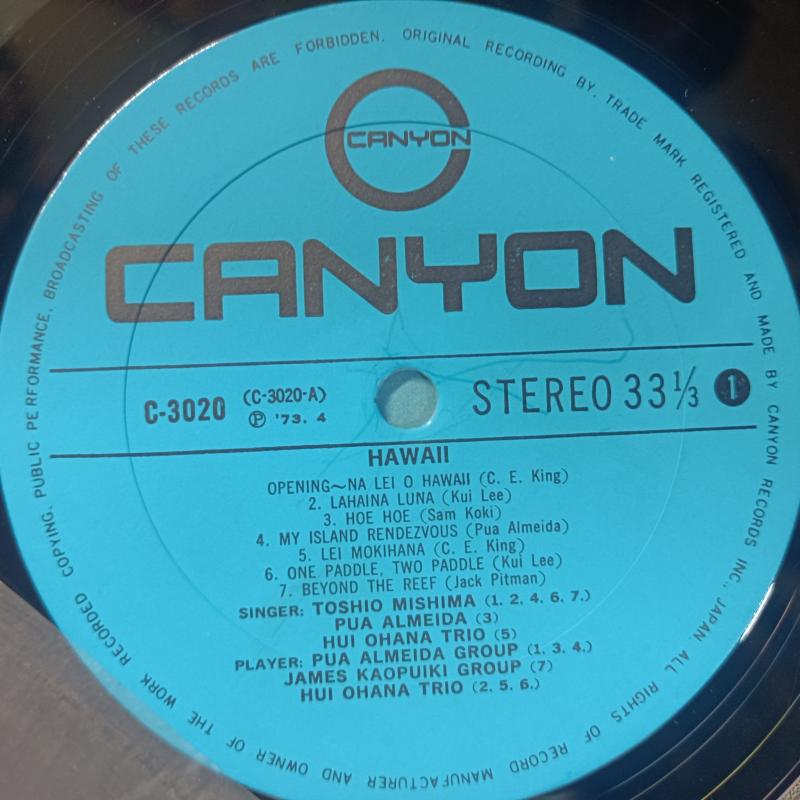 CANYON
CANYON
C-3020 (C-3020-A)
Ⓟ '73. 4
STEREO 33⅓ 1
HAWAII
OPENING~NA LEI O HAWAII (C. E. King)
2. LAHAINA LUNA (Kui Lee)
3. HOE HOE (Sam Koki)
4. MY ISLAND RENDEZVOUS (Pua Almeida)
5. LEI MOKIHANA (C. E. King)
6. ONE PADDLE, TWO PADDLE (Kui Lee)
7. BEYOND THE REEF (Jack Pitman)
SINGER: TOSHIO MISHIMA (1. 2. 4. 6. 7.)
PUA ALMEIDA (3)
HUI OHANA TRIO (5)
PLAYER: PUA ALMEIDA GROUP (1. 3. 4.)
JAMES KAOPUIKI GROUP (7)
HUI OHANA TRIO (2. 5. 6.)
ORIGINAL RECORDING BY. TRADE MARK REGISTERED AND MADE BY CANYON RECORDS INC., JAPAN. ALL RIGHTS OF RECORD MANUFACTURER AND OWNER OF THE WORK RECORDED COPYING. PUBLIC PERFORMANCE. BROADCASTING OF THESE RECORDS ARE FORBIDDEN.